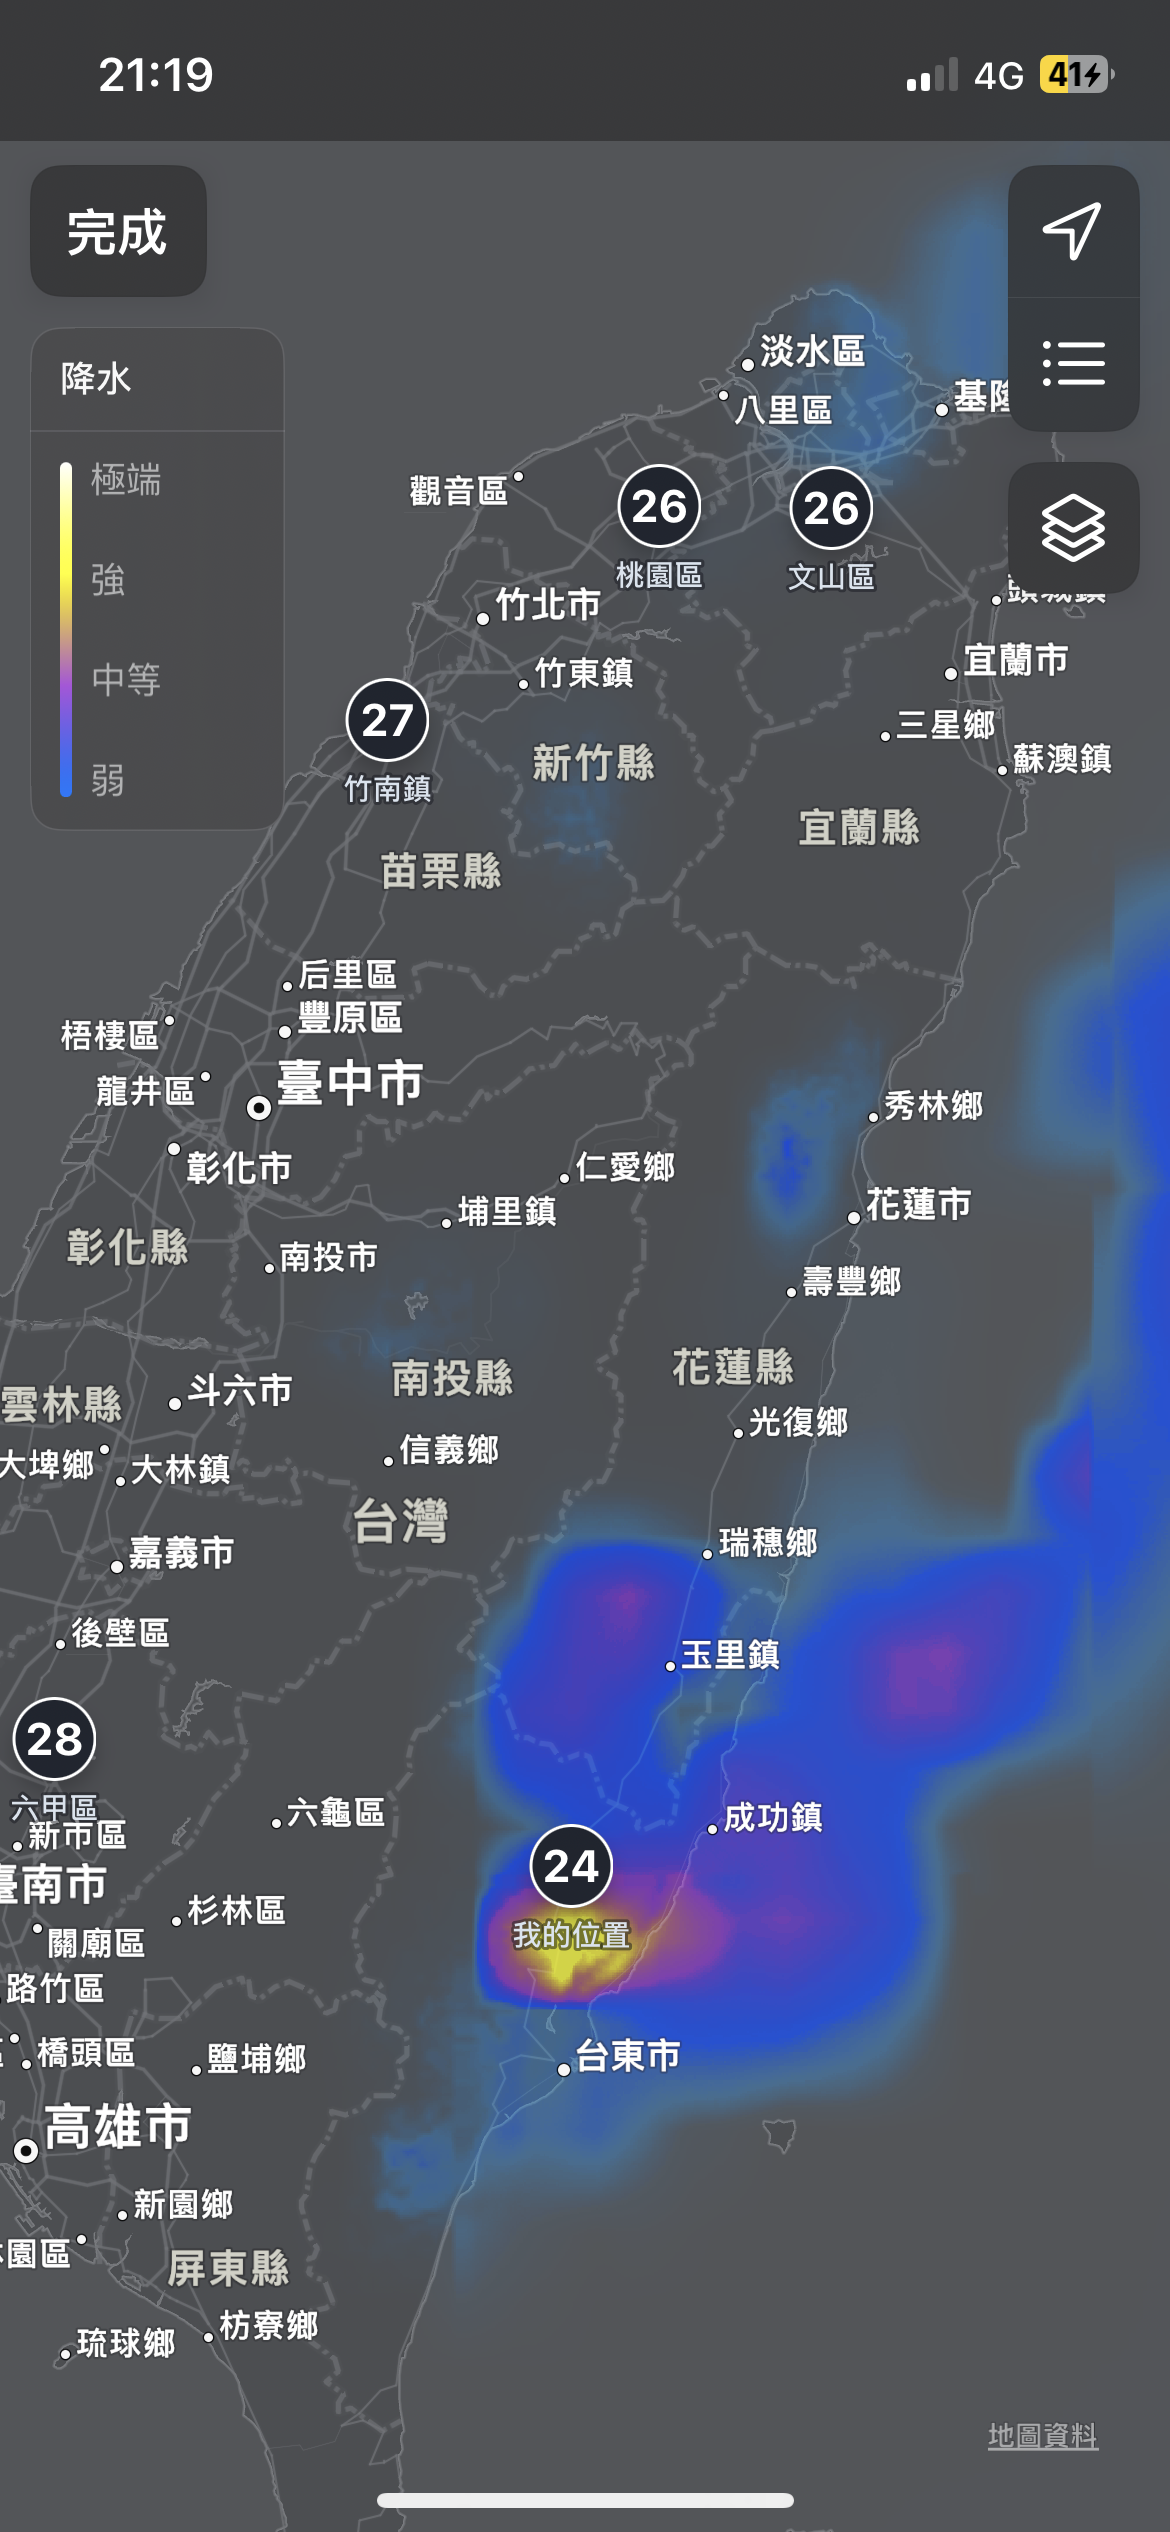 21:19
4G
41
完成
降水
極端
強
中等
弱
淡水區
八里區
基隆
觀音區
26
桃園區
26
文山區
頭城鎮
竹北市
宜蘭市
竹東鎮
27
竹南鎮
三星鄉
新竹縣
蘇澳鎮
宜蘭縣
苗栗縣
后里區
豐原區
梧棲區
臺中市
龍井區
秀林鄉
彰化市
仁愛鄉
埔里鎮
花蓮市
彰化縣
南投市
壽豐鄉
花蓮縣
南投縣
斗六市
雲林縣
光復鄉
信義鄉
大埤鄉
大林鎮
台灣
瑞穗鄉
嘉義市
後壁區
玉里鎮
28
六甲區
六龜區
成功鎮
新市區
24
臺南市
杉林區
我的位置
關廟區
路竹區
橋頭區
鹽埔鄉
台東市
高雄市
新園鄉
園區
屏東縣
枋寮鄉
琉球鄉
地圖資料